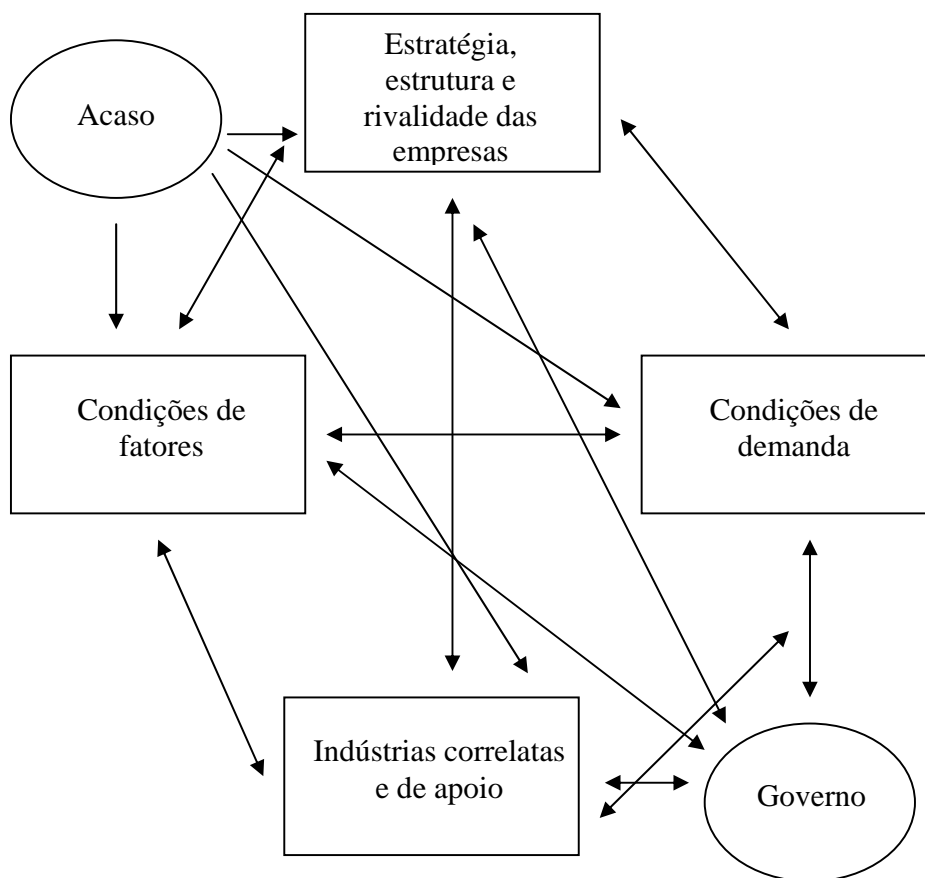 Estratégia,
estrutura e
rivalidade das
empresas
Acaso
Condições de
fatores
Condições de
demanda
Indústrias correlatas
e de apoio
Governo